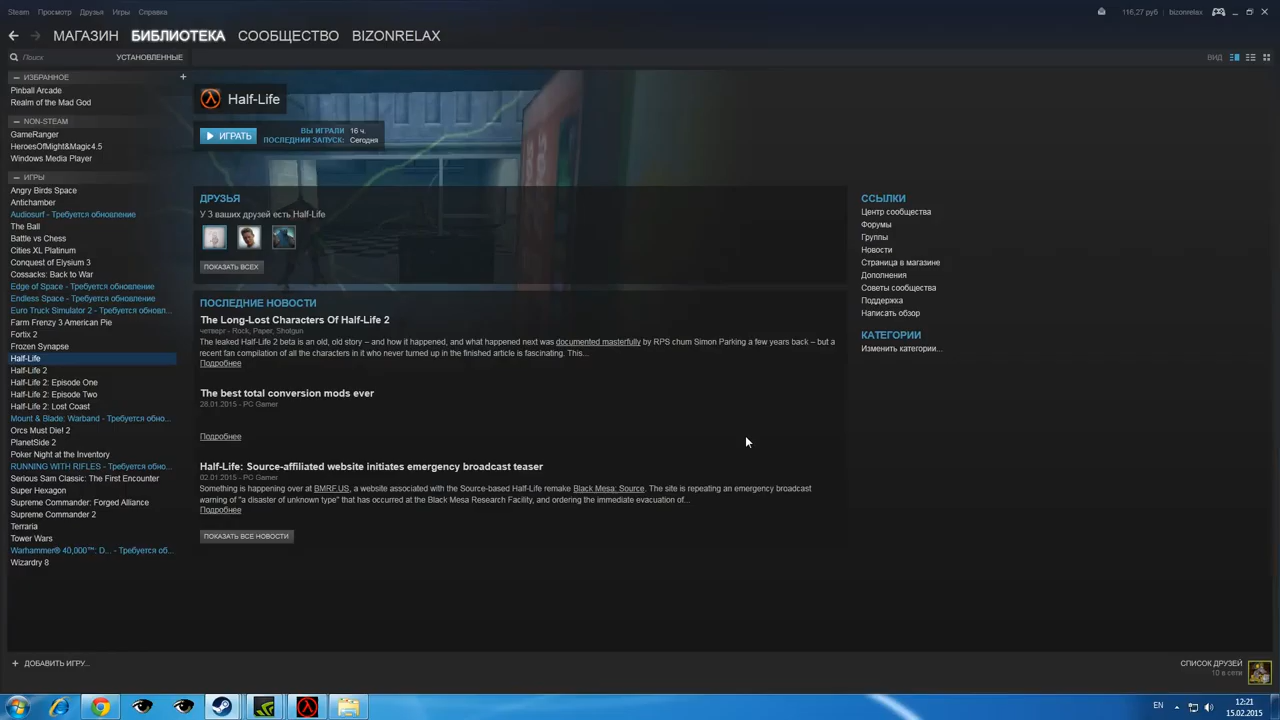 Steam Просмотр Друзья Игры Справка 116,27 руб bizonrelax
МАГАЗИН БИБЛИОТЕКА СООБЩЕСТВО BIZONRELAX
Поиск УСТАНОВЛЕННЫЕ ВИД
— ИЗБРАННОЕ +
Pinball Arcade
Realm of the Mad God
— NON-STEAM
GameRanger
HeroesOfMight&Magic4.5
Windows Media Player
— ИГРЫ
Angry Birds Space
Antichamber
Audiosurf - Требуется обновление
The Ball
Battle vs Chess
Cities XL Platinum
Conquest of Elysium 3
Cossacks: Back to War
Edge of Space - Требуется обновление
Endless Space - Требуется обновление
Euro Truck Simulator 2 - Требуется обновл...
Farm Frenzy 3 American Pie
Fortix 2
Frozen Synapse
Half-Life
Half-Life 2
Half-Life 2: Episode One
Half-Life 2: Episode Two
Half-Life 2: Lost Coast
Mount & Blade: Warband - Требуется обно...
Orcs Must Die! 2
PlanetSide 2
Poker Night at the Inventory
RUNNING WITH RIFLES - Требуется обно...
Serious Sam Classic: The First Encounter
Super Hexagon
Supreme Commander: Forged Alliance
Supreme Commander 2
Terraria
Tower Wars
Warhammer® 40,000™: D... - Требуется об...
Wizardry 8
Half-Life
ИГРАТЬ
ВЫ ИГРАЛИ 16 ч.
ПОСЛЕДНИЙ ЗАПУСК: Сегодня
ДРУЗЬЯ
У 3 ваших друзей есть Half-Life
ПОКАЗАТЬ ВСЕХ
ПОСЛЕДНИЕ НОВОСТИ
The Long-Lost Characters Of Half-Life 2
четверг - Rock, Paper, Shotgun
The leaked Half-Life 2 beta is an old, old story – and how it happened, and what happened next was documented masterfully by RPS chum Simon Parking a few years back – but a
recent fan compilation of all the characters in it who never turned up in the finished article is fascinating. This...
Подробнее
The best total conversion mods ever
28.01.2015 - PC Gamer
Подробнее
Half-Life: Source-affiliated website initiates emergency broadcast teaser
02.01.2015 - PC Gamer
Something is happening over at BMRF.US, a website associated with the Source-based Half-Life remake Black Mesa: Source. The site is repeating an emergency broadcast
warning of "a disaster of unknown type" that has occurred at the Black Mesa Research Facility, and ordering the immediate evacuation of...
Подробнее
ПОКАЗАТЬ ВСЕ НОВОСТИ
ССЫЛКИ
Центр сообщества
Форумы
Группы
Новости
Страница в магазине
Дополнения
Советы сообщества
Поддержка
Написать обзор
КАТЕГОРИИ
Изменить категории...
+ ДОБАВИТЬ ИГРУ...
СПИСОК ДРУЗЕЙ
10 в сети
EN
12:21
15.02.2015